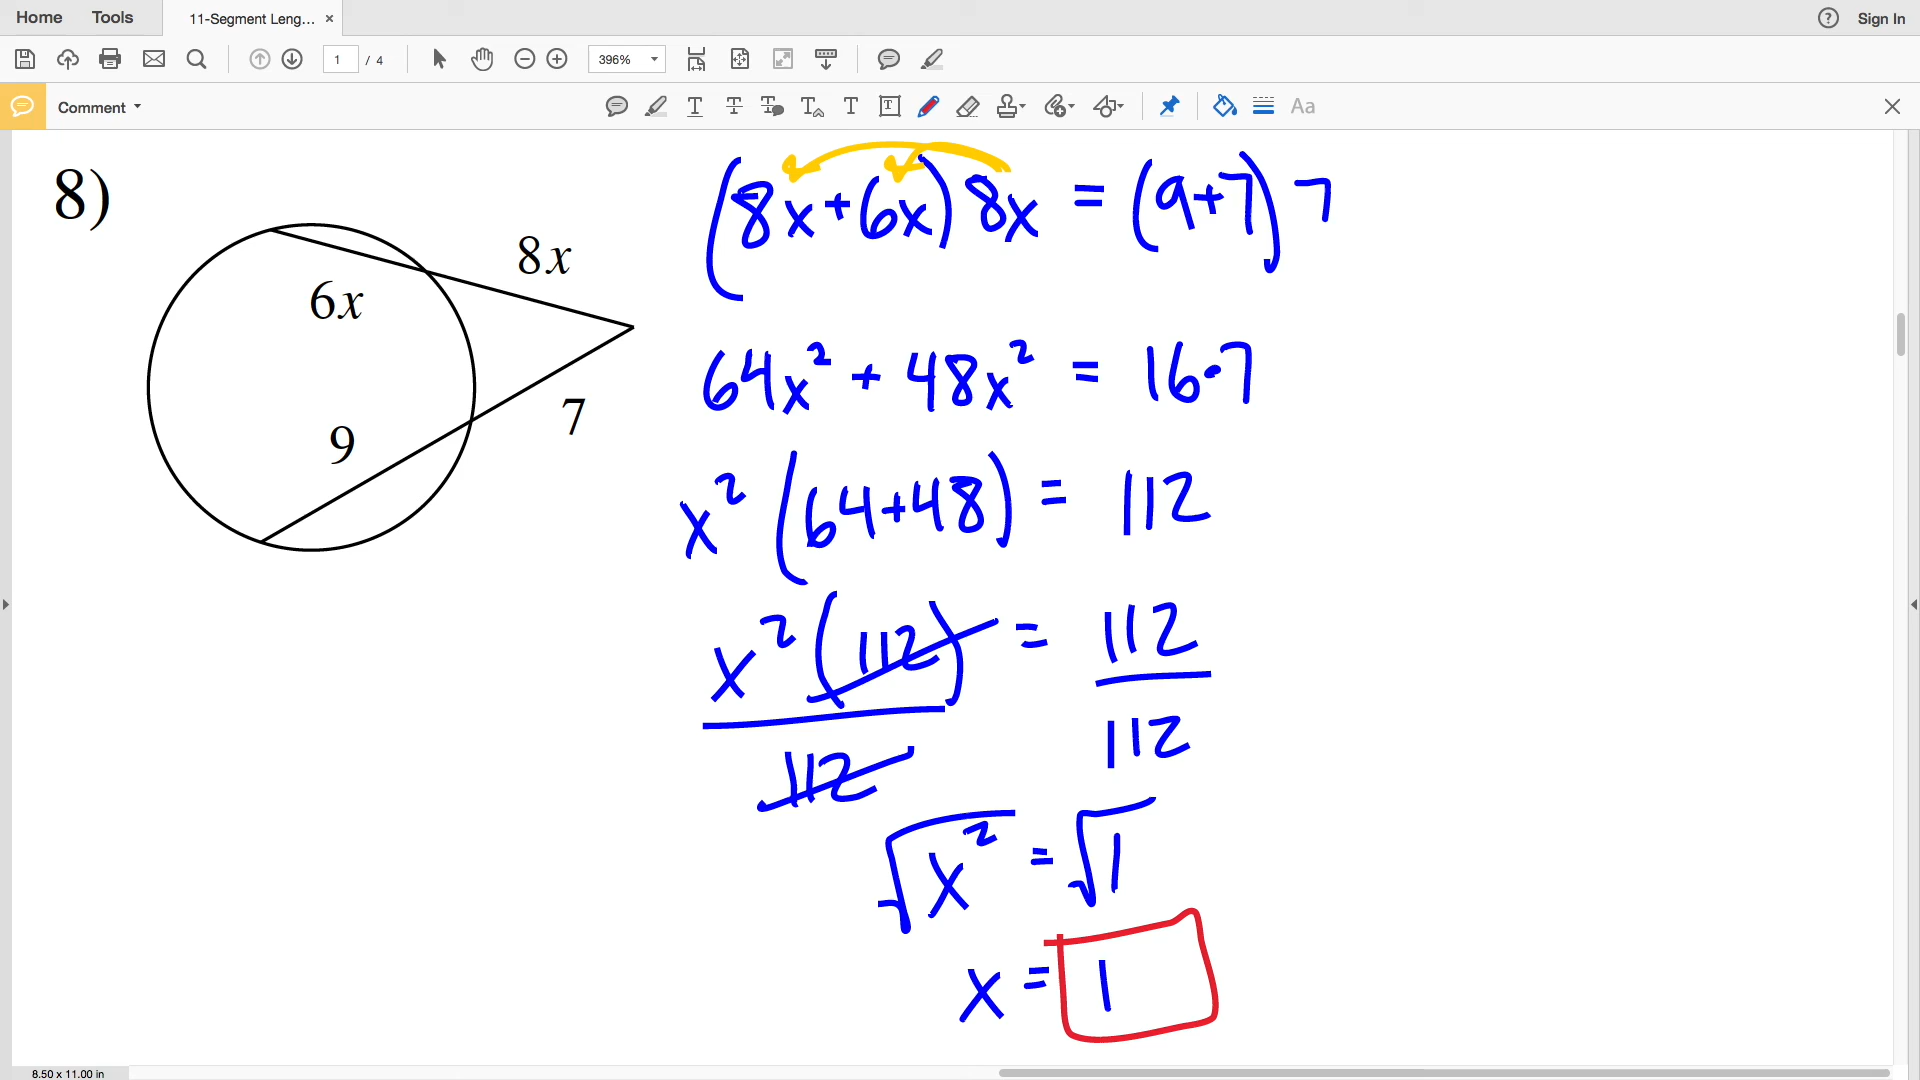 Home Tools 11-Segment Leng... × ? Sign In
1 / 4 396%
Comment T T T T T T Aa
8)
8x
6x
9
7
(8x+6x)8x = (9+7)7
64x² + 48x² = 16·7
x²(64+48) = 112
x²(112) = 112
112 112
√x² = √1
x = 1
8.50 x 11.00 in